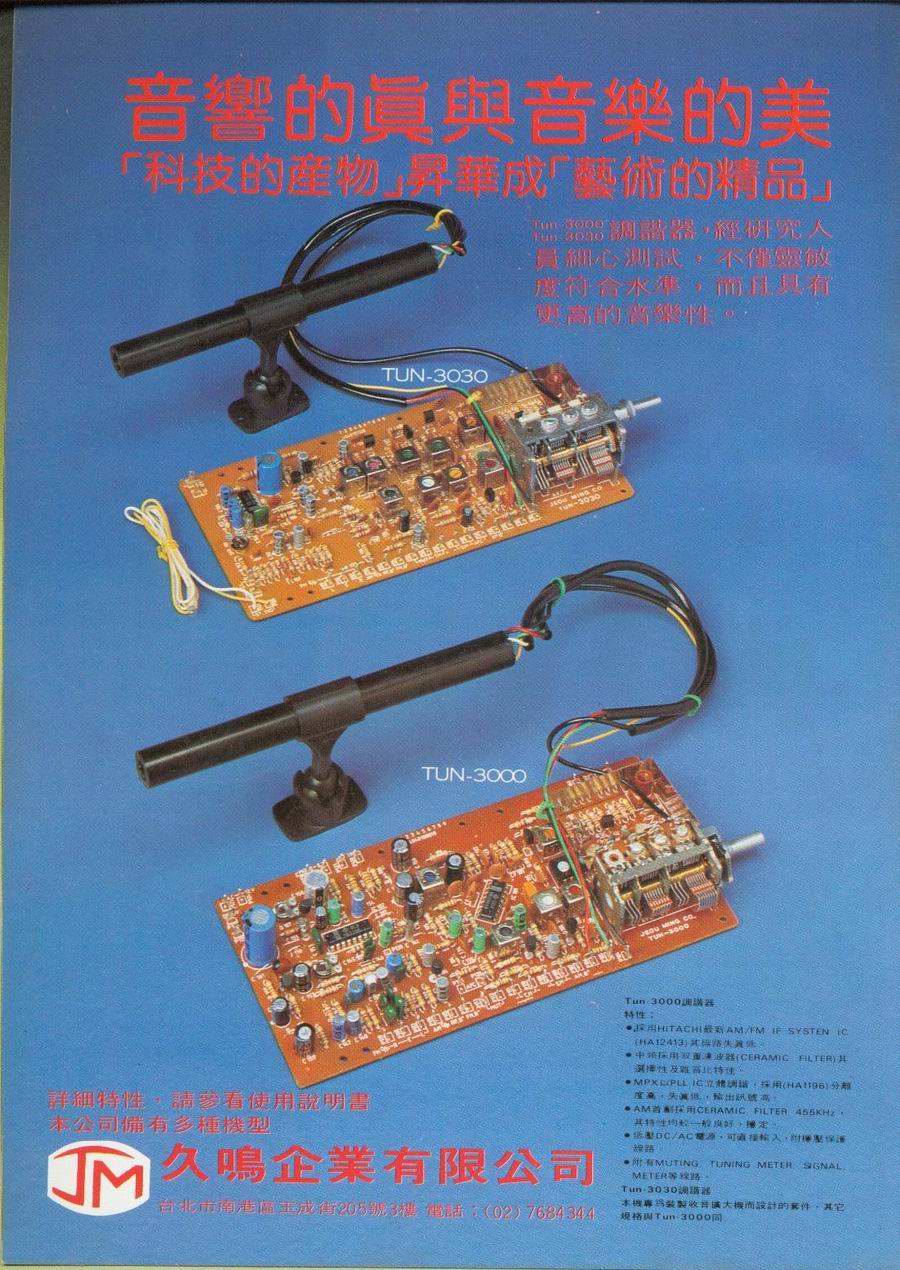 音響的眞與音樂的美
「科技的産物」昇華成「藝術的精品」
Tun-3000
Tun-3030 調諧器，經研究人
員細心測試，不僅靈敏
度符合水準，而且具有
更高的音樂性。
TUN-3030
JEOU MING CO.
TUN-3030
TUN-3000
JEOU MING CO.
TUN-3000
Tun-3000調諧器
特性：
●採用HITACHI最新AM/FM IF SYSTEN IC
(HA12413)其線路失眞低。
●中頻採用双重濾波器(CERAMIC FILTER)其
選擇性及雜音比特佳。
●MPX以PLL IC立體調諧，採用(HA1196)分離
度高，失眞低，輸出訊號高。
●AM首創採用CERAMIC FILTER 455KHz，
其特性均較一般良好，穩定。
●低壓DC/AC電源，可直接輸入，附穩壓保護
線路。
●附有MUTING, TUNING METER, SIGNAL,
METER等線路。
Tun-3030調諧器
本機專爲裝製收音擴大機而設計的套件，其它
規格與Tun-3000同。
詳細特性，請參看使用說明書
本公司備有多種機型
JM 久鳴企業有限公司
台北市南港區玉成街205號3樓 電話：(02) 7684344